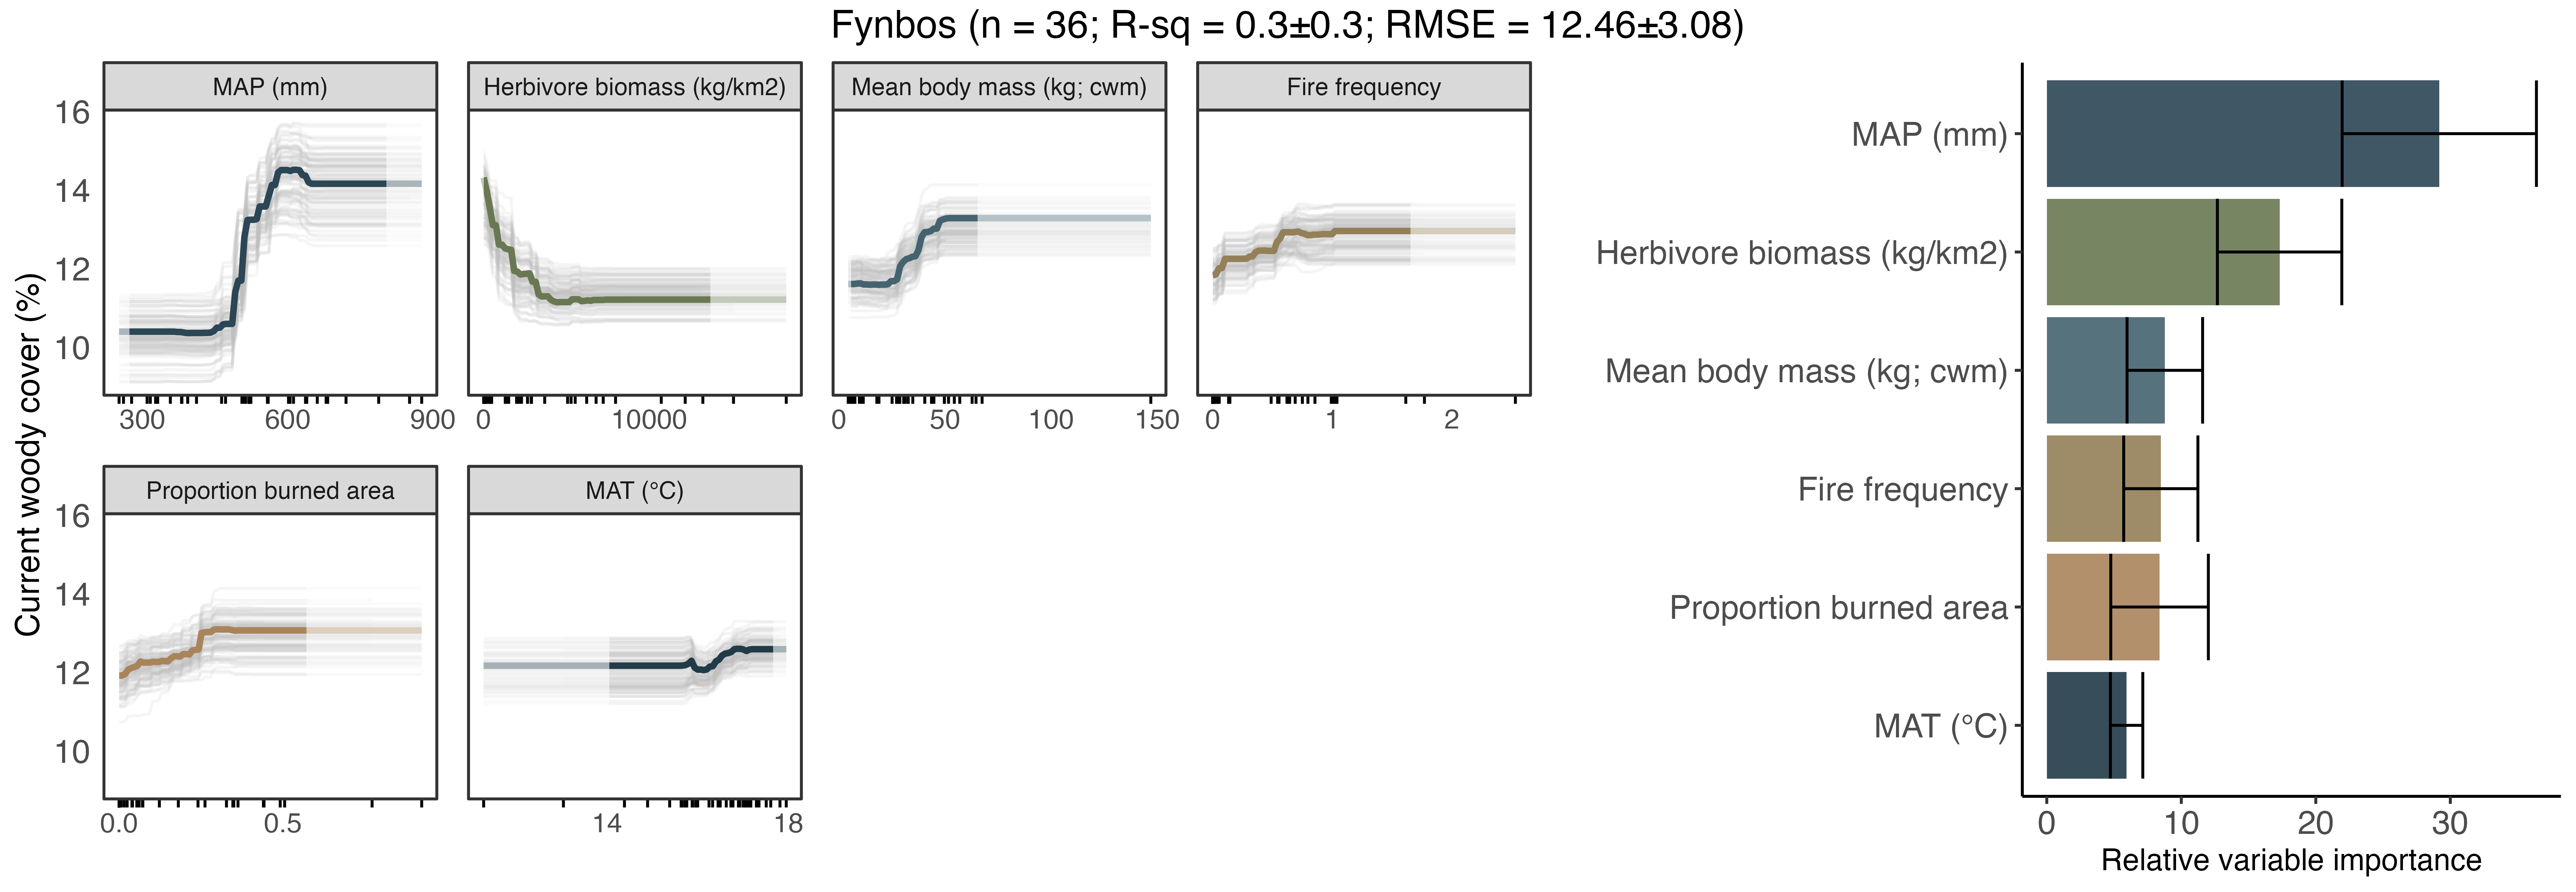 Fynbos (n = 36; R-sq = 0.3±0.3; RMSE = 12.46±3.08)
Current woody cover (%)
MAP (mm)
Herbivore biomass (kg/km2)
Mean body mass (kg; cwm)
Fire frequency
16
14
12
10
300 600 900
0 10000
0 50 100 150
0 1 2
Proportion burned area
MAT (°C)
16
14
12
10
0.0 0.5
14 18
MAP (mm)
Herbivore biomass (kg/km2)
Mean body mass (kg; cwm)
Fire frequency
Proportion burned area
MAT (°C)
0 10 20 30
Relative variable importance